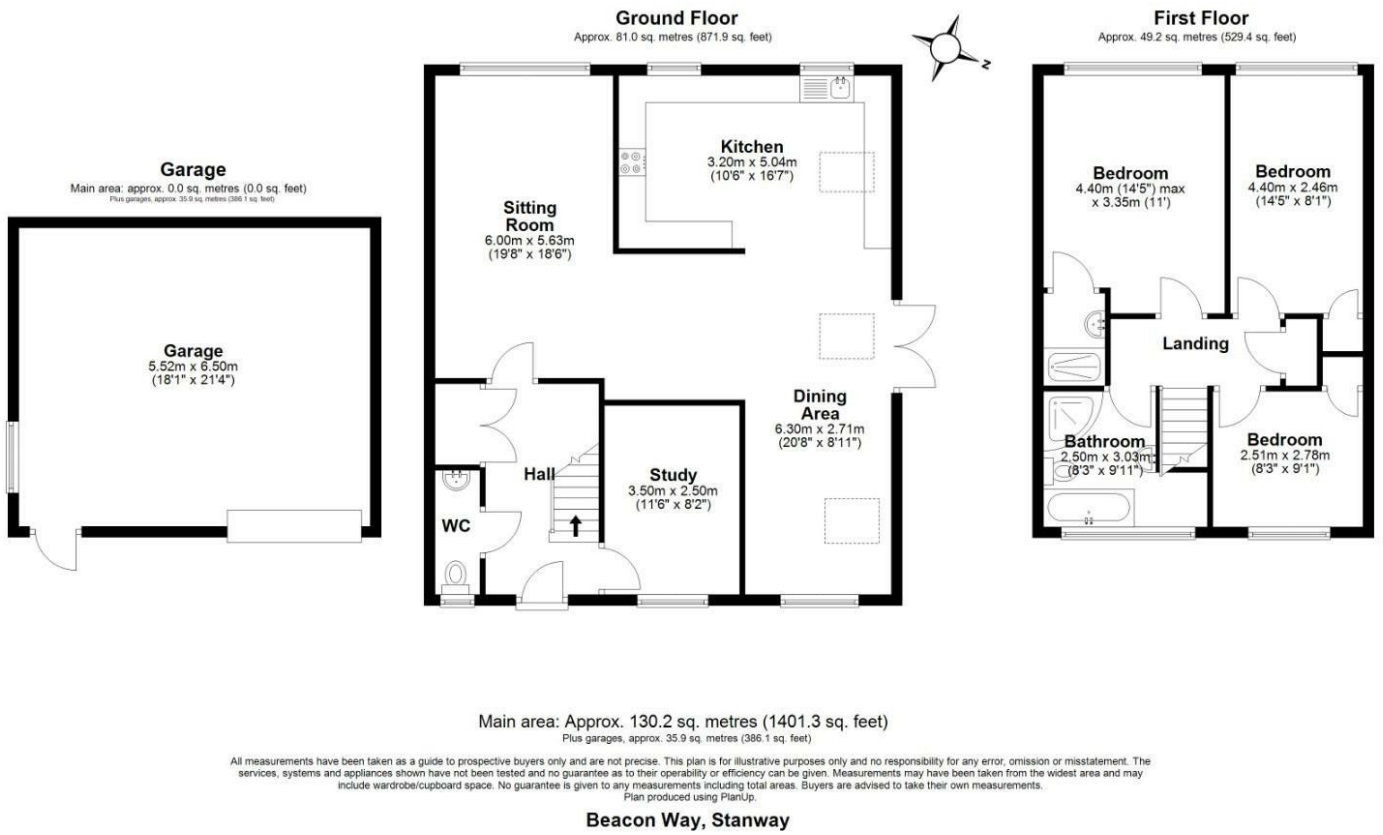 Ground Floor
Approx. 81.0 sq. metres (871.9 sq. feet)
N
First Floor
Approx. 49.2 sq. metres (529.4 sq. feet)
Garage
Main area: approx. 0.0 sq. metres (0.0 sq. feet)
Plus garages, approx. 35.9 sq. metres (386.1 sq. feet)
Garage
5.52m x 6.50m
(18'1" x 21'4")
Sitting
Room
6.00m x 5.63m
(19'8" x 18'6")
Kitchen
3.20m x 5.04m
(10'6" x 16'7")
Dining
Area
6.30m x 2.71m
(20'8" x 8'11")
Hall
Study
3.50m x 2.50m
(11'6" x 8'2")
WC
Bedroom
4.40m (14'5") max
x 3.35m (11')
Bedroom
4.40m x 2.46m
(14'5" x 8'1")
Landing
Bathroom
2.50m x 3.03m
(8'3" x 9'11")
Bedroom
2.51m x 2.78m
(8'3" x 9'1")
Main area: Approx. 130.2 sq. metres (1401.3 sq. feet)
Plus garages, approx. 35.9 sq. metres (386.1 sq. feet)
All measurements have been taken as a guide to prospective buyers only and are not precise. This plan is for illustrative purposes only and no responsibility for any error, omission or misstatement. The
services, systems and appliances shown have not been tested and no guarantee as to their operability or efficiency can be given. Measurements may have been taken from the widest area and may
include wardrobe/cupboard space. No guarantee is given to any measurements including total areas. Buyers are advised to take their own measurements.
Plan produced using PlanUp.
Beacon Way, Stanway